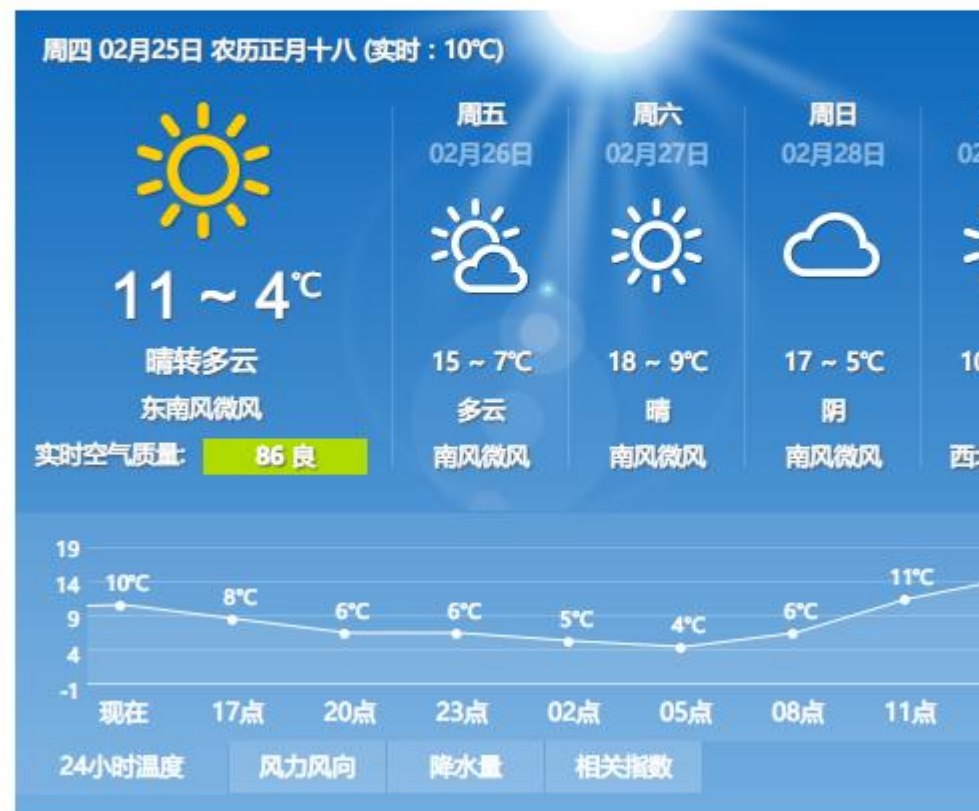 周四 02月25日 农历正月十八 (实时：10℃)
11 ~ 4℃
晴转多云
东南风微风
实时空气质量: 86 良
周五
02月26日
15 ~ 7℃
多云
南风微风
周六
02月27日
18 ~ 9℃
晴
南风微风
周日
02月28日
17 ~ 5℃
阴
南风微风
19
14
9
4
-1
10℃ 8℃ 6℃ 6℃ 5℃ 4℃ 6℃ 11℃
现在 17点 20点 23点 02点 05点 08点 11点
24小时温度 风力风向 降水量 相关指数